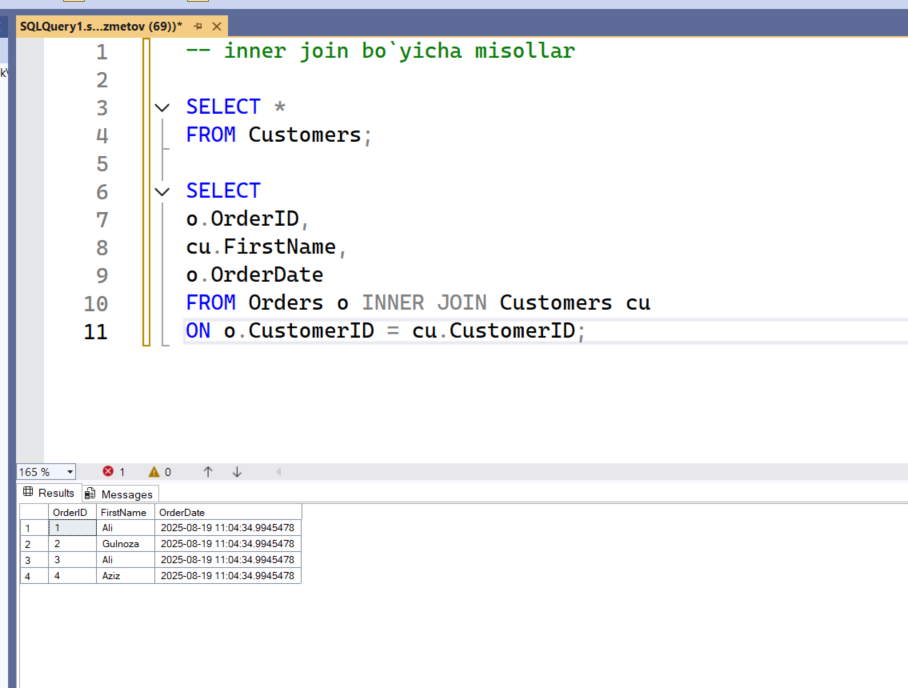 SQLQuery1.s...zmetov (69))*
1 -- inner join bo`yicha misollar
2
3 SELECT *
4 FROM Customers;
5
6 SELECT
7 o.OrderID,
8 cu.FirstName,
9 o.OrderDate
10 FROM Orders o INNER JOIN Customers cu
11 ON o.CustomerID = cu.CustomerID;
165 % 1 0
Results Messages
OrderID FirstName OrderDate
1 1 Ali 2025-08-19 11:04:34.9945478
2 2 Gulnoza 2025-08-19 11:04:34.9945478
3 3 Ali 2025-08-19 11:04:34.9945478
4 4 Aziz 2025-08-19 11:04:34.9945478